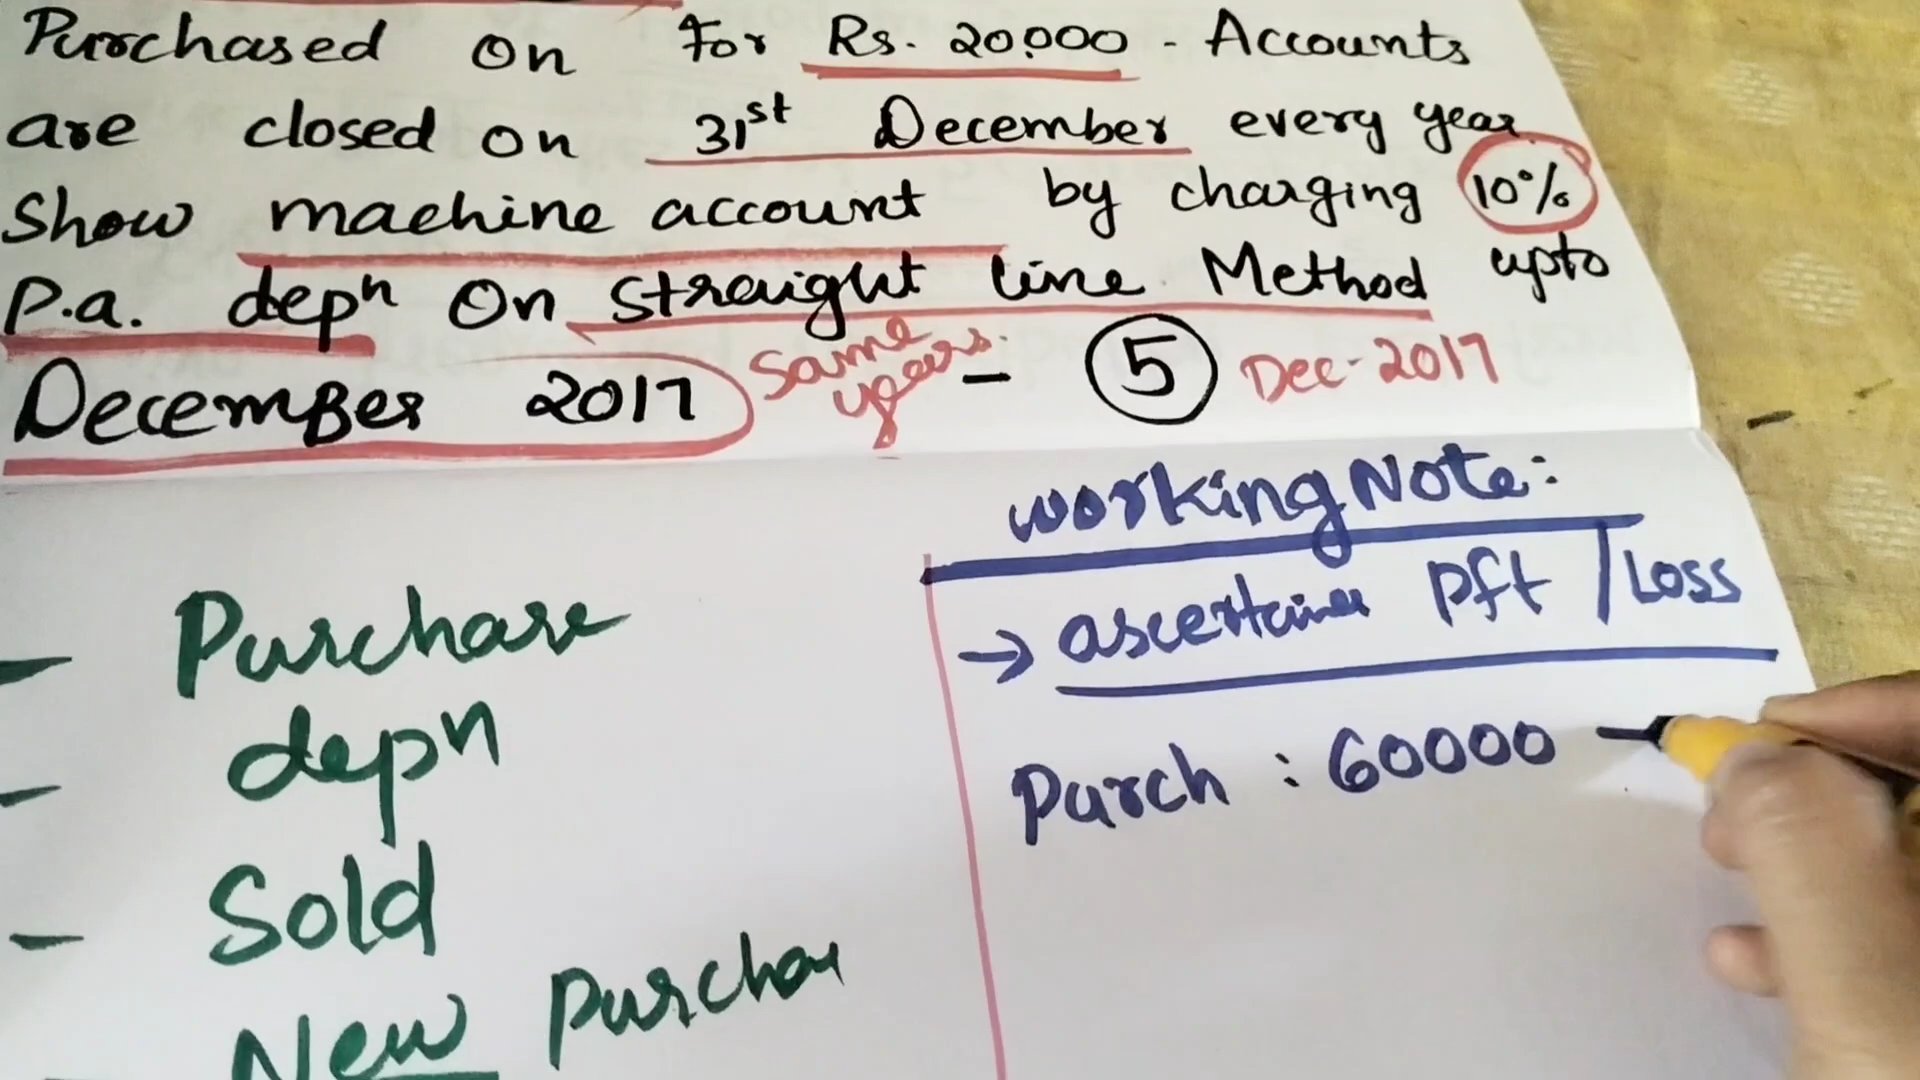 Purchased on for Rs. 20000 - Accounts
are closed on 31st December every year
Show machine account by charging 10%
P.a. depn on straight line Method upto
December 2017 same years. - 5 Dec-2017
working Note:
→ ascertain pft / Loss
Purch : 60000 -
- Purchase
- depn
- Sold
New Purchas